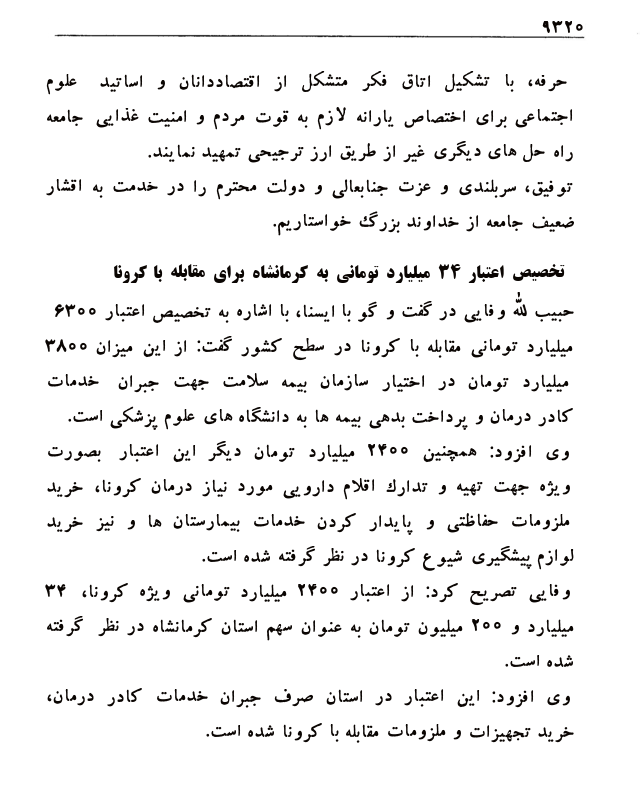 ۹۳۲۰
حرفه، با تشکیل اتاق فکر متشکل از اقتصاددانان و اساتید علوم
اجتماعی برای اختصاص یارانه لازم به قوت مردم و امنیت غذایی جامعه
راه حل های دیگری غیر از طریق ارز ترجیحی تمهید نمایند.
توفیق، سربلندی و عزت جنابعالی و دولت محترم را در خدمت به اقشار
ضعیف جامعه از خداوند بزرگ خواستاریم.
تخصیص اعتبار ۳۴ میلیارد تومانی به کرمانشاه برای مقابله با کرونا
حبیب لله وفایی در گفت و گو با ایسنا، با اشاره به تخصیص اعتبار ۶۳۰۰
میلیارد تومانی مقابله با کرونا در سطح کشور گفت: از این میزان ۳۸۰۰
میلیارد تومان در اختیار سازمان بیمه سلامت جهت جبران خدمات
کادر درمان و پرداخت بدهی بیمه ها به دانشگاه های علوم پزشکی است.
وی افزود: همچنین ۲۴۰۰ میلیارد تومان دیگر این اعتبار بصورت
ویژه جهت تهیه و تدارک اقلام دارویی مورد نیاز درمان کرونا، خرید
ملزومات حفاظتی و پایدار کردن خدمات بیمارستان ها و نیز خرید
لوازم پیشگیری شیوع کرونا در نظر گرفته شده است.
وفایی تصریح کرد: از اعتبار ۲۴۰۰ میلیارد تومانی ویژه کرونا، ۳۴
میلیارد و ۲۰۰ میلیون تومان به عنوان سهم استان کرمانشاه در نظر گرفته
شده است.
وی افزود: این اعتبار در استان صرف جبران خدمات کادر درمان،
خرید تجهیزات و ملزومات مقابله با کرونا شده است.